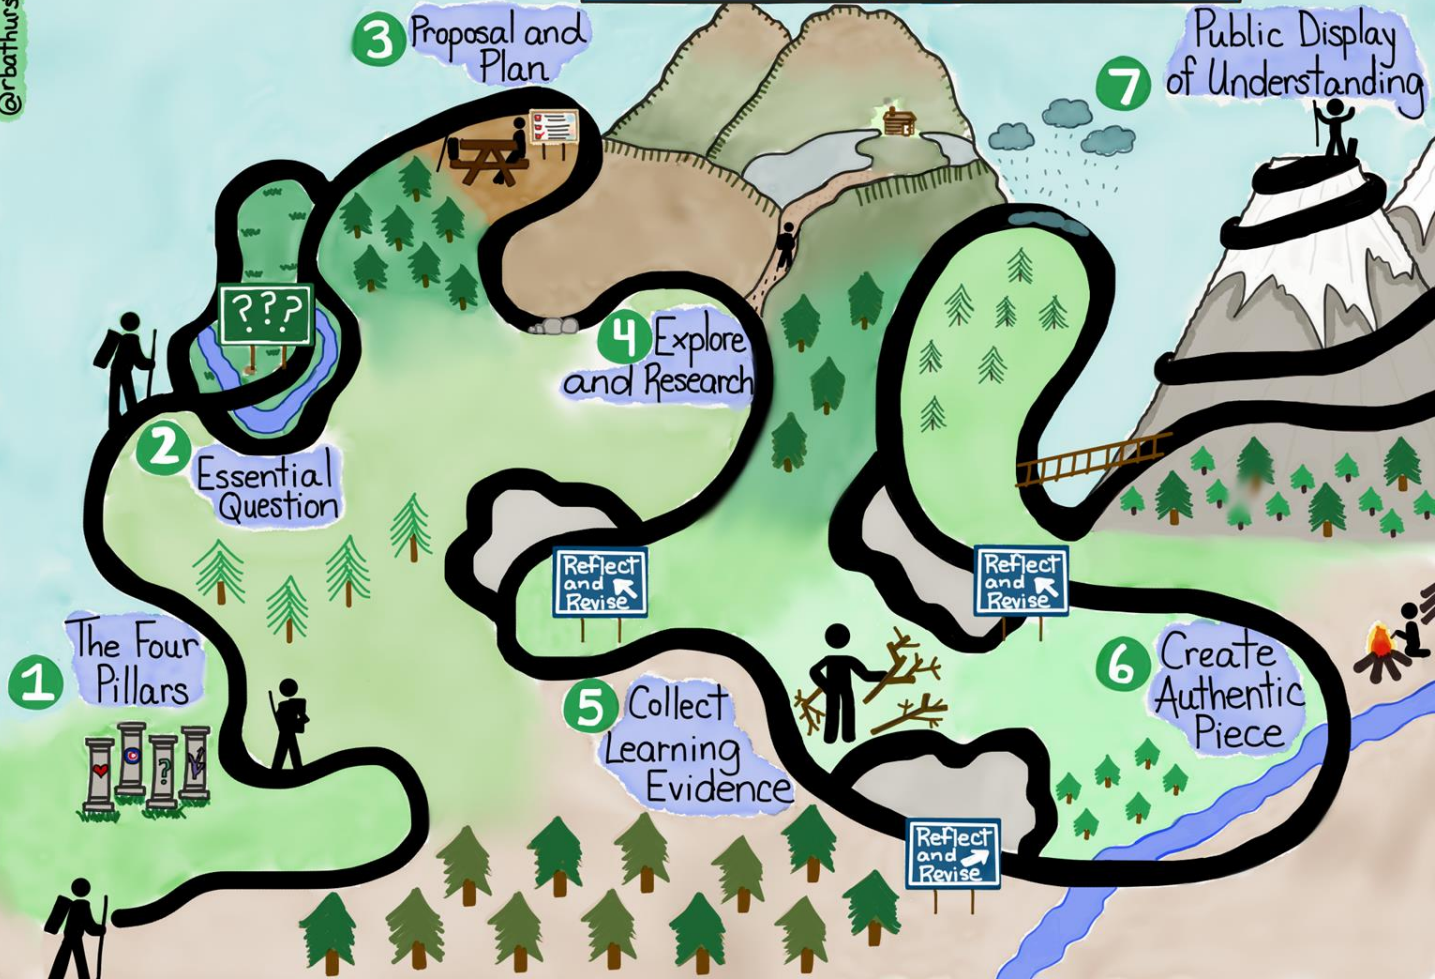 @rbathurs
3 Proposal and
Plan
7 Public Display
of Understanding
? ? ?
4 Explore
and Research
2 Essential
Question
Reflect
and
Revise
Reflect
and
Revise
1 The Four
Pillars
?
5 Collect
Learning
Evidence
6 Create
Authentic
Piece
Reflect
and
Revise